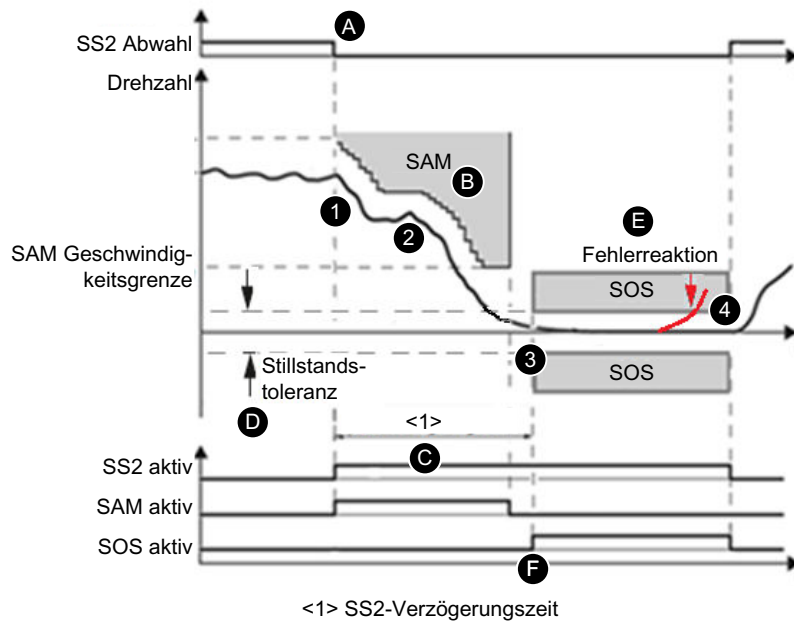 A
SS2 Abwahl
Drehzahl
SAM
B
1
2
E
Fehlerreaktion
SAM Geschwindig-
keitsgrenze
SOS
4
3
SOS
Stillstands-
toleranz
D
<1>
C
SS2 aktiv
SAM aktiv
SOS aktiv
F
<1> SS2-Verzögerungszeit